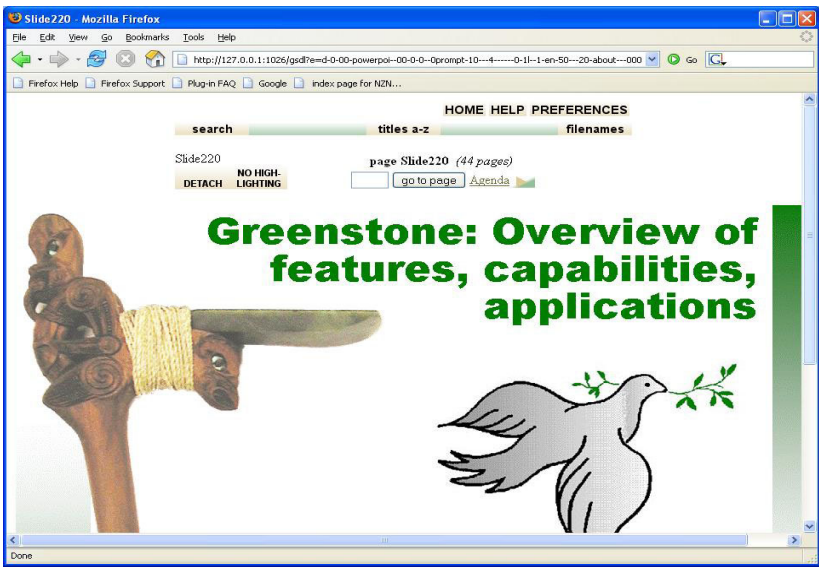 Slide220 - Mozilla Firefox
File Edit View Go Bookmarks Tools Help
http://127.0.0.1:1026/gsdl?e=d-0-00-powerpoi--00-0-0--0prompt-10---4------0-1l--1-en-50---20-about---000 Go G
Firefox Help Firefox Support Plug-in FAQ Google index page for NZN...
HOME HELP PREFERENCES
search titles a-z filenames
Slide220
page Slide220 (44 pages)
DETACH NO HIGH-
LIGHTING
go to page Agenda
Greenstone: Overview of
features, capabilities,
applications
Done